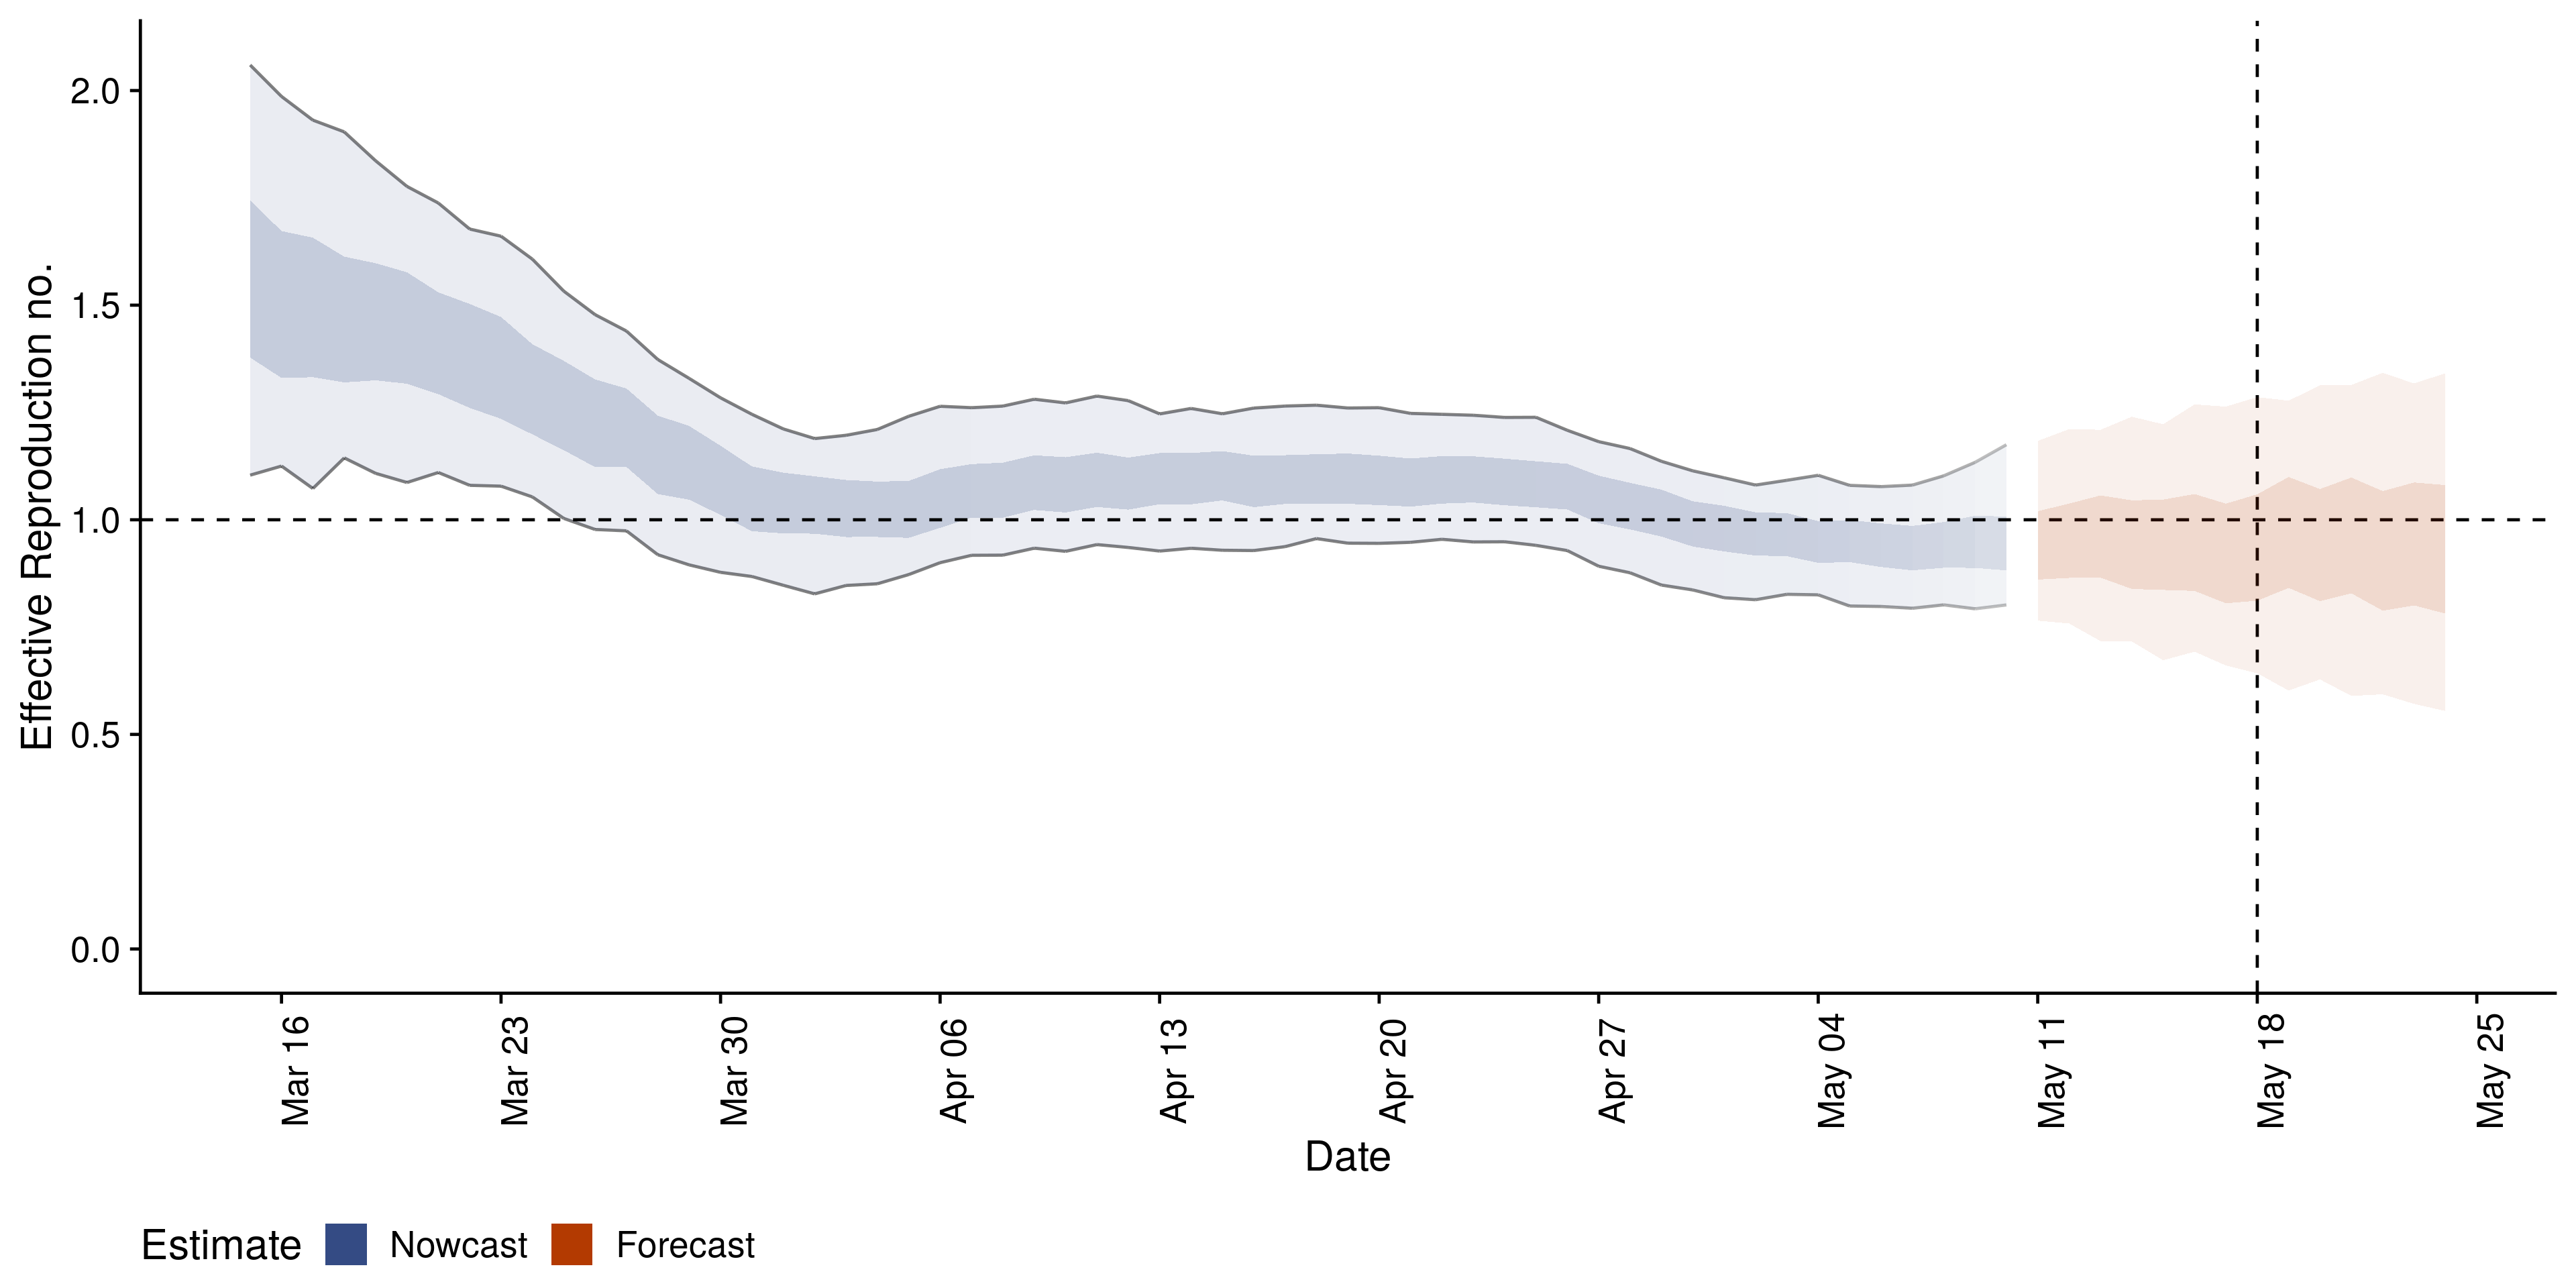 Effective Reproduction no.
2.0
1.5
1.0
0.5
0.0
Mar 16
Mar 23
Mar 30
Apr 06
Apr 13
Apr 20
Apr 27
May 04
May 11
May 18
May 25
Date
Estimate Nowcast Forecast